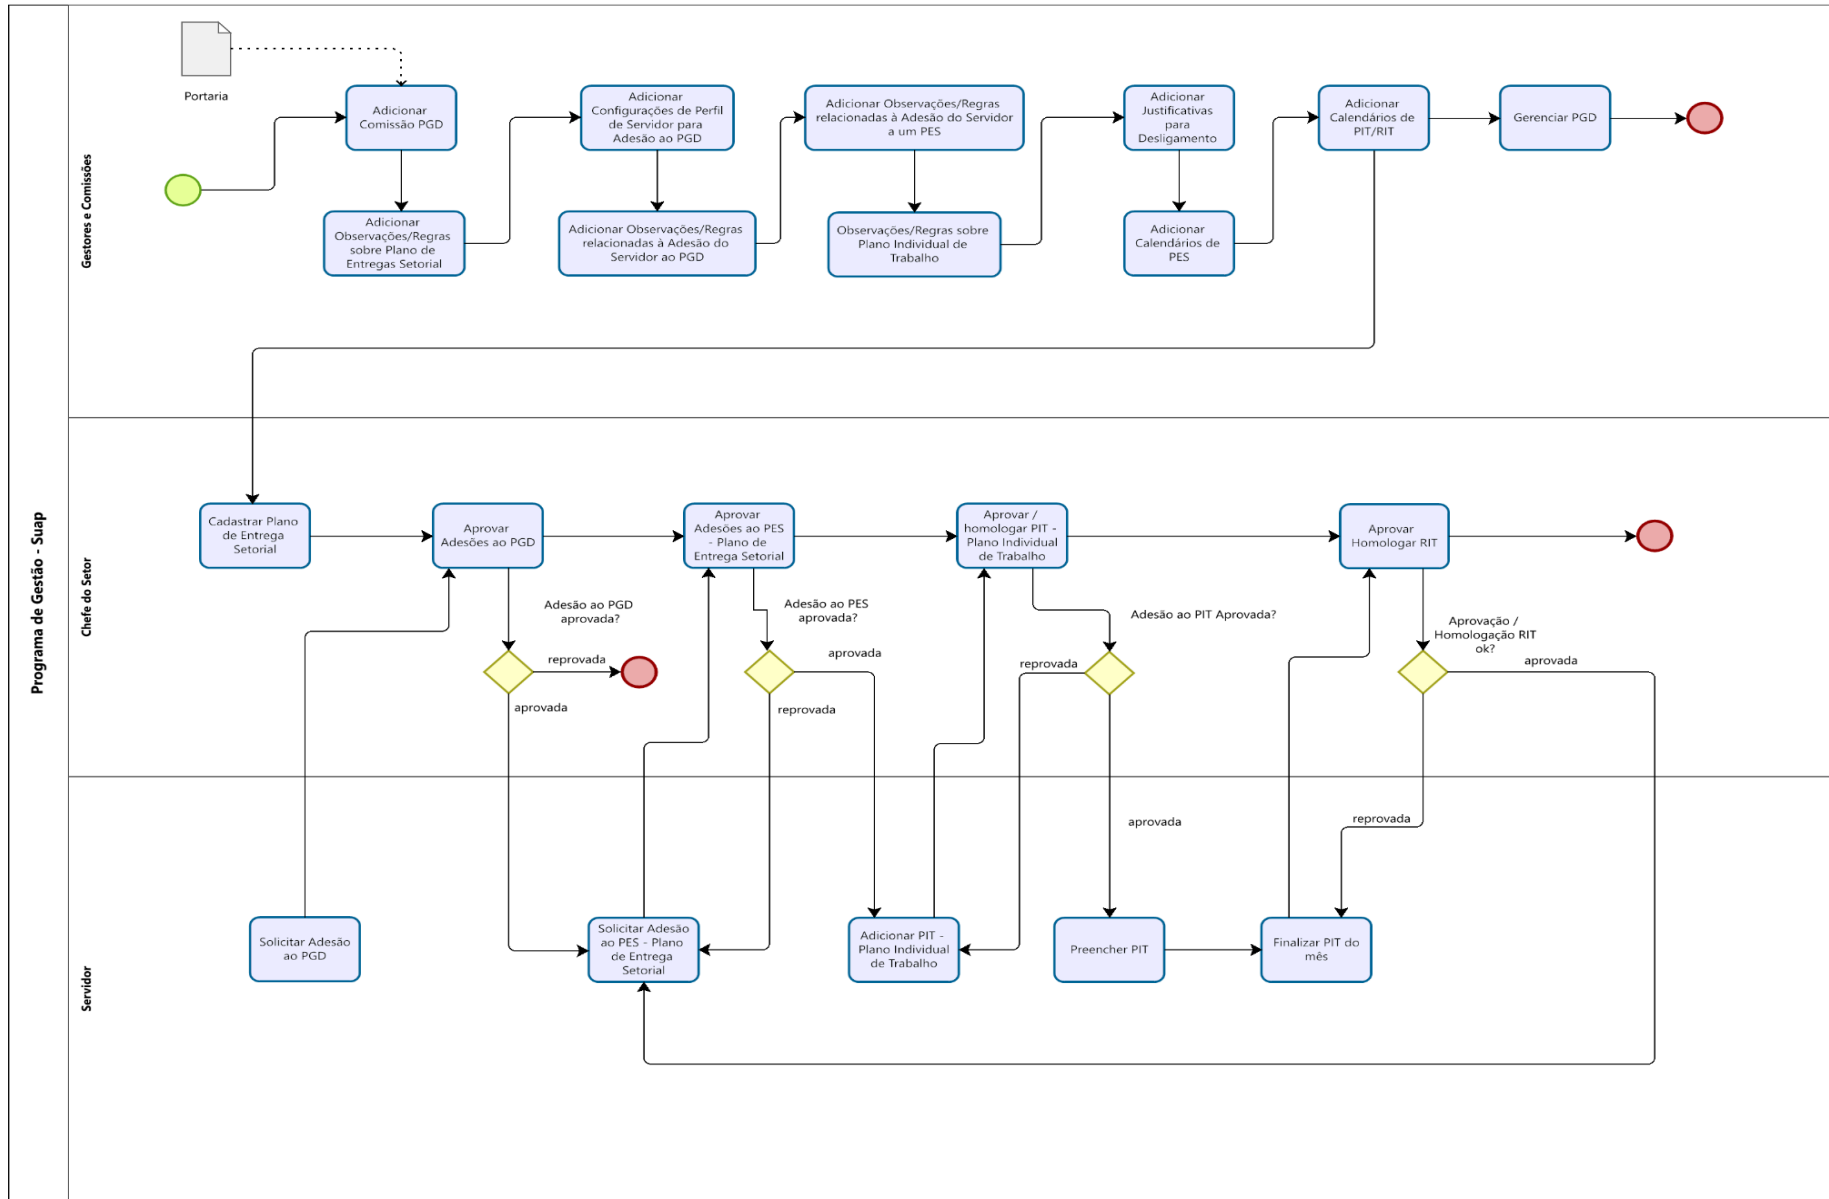 Programa de Gestão - Suap
Gestores e Comissões
Portaria
Adicionar
Comissão PGD
Adicionar
Observações/Regras
sobre Plano de
Entregas Setorial
Adicionar
Configurações de Perfil
de Servidor para
Adesão ao PGD
Adicionar Observações/Regras
relacionadas à Adesão do
Servidor ao PGD
Adicionar Observações/Regras
relacionadas à Adesão do Servidor
a um PES
Observações/Regras sobre
Plano Individual de
Trabalho
Adicionar
Justificativas
para
Desligamento
Adicionar
Calendários de
PES
Adicionar
Calendários de
PIT/RIT
Gerenciar PGD
Chefe do Setor
Cadastrar Plano
de Entrega
Setorial
Aprovar
Adesões ao PGD
Aprovar
Adesões ao PES
- Plano de
Entrega Setorial
Aprovar /
homologar PIT -
Plano Individual
de Trabalho
Aprovar
Homologar RIT
Adesão ao PGD
aprovada?
reprovada
aprovada
Adesão ao PES
aprovada?
aprovada
reprovada
Adesão ao PIT Aprovada?
reprovada
aprovada
Aprovação /
Homologação RIT
ok?
aprovada
reprovada
Servidor
Solicitar Adesão
ao PGD
Solicitar Adesão
ao PES - Plano
de Entrega
Setorial
Adicionar PIT -
Plano Individual
de Trabalho
Preencher PIT
Finalizar PIT do
mês